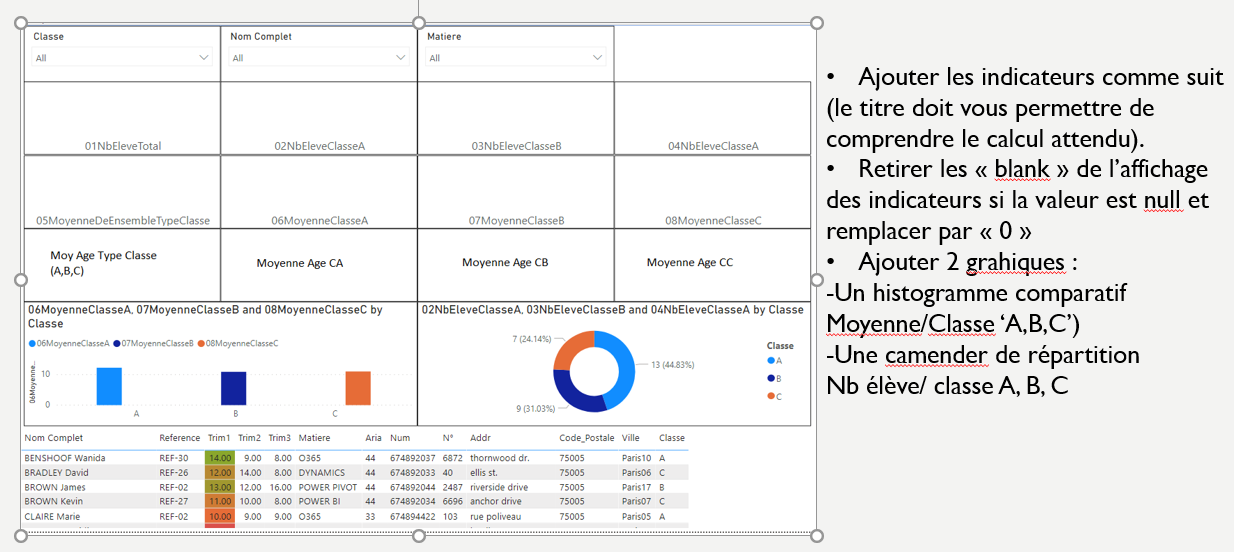 Classe Nom Complet Matiere
All All All
01NbEleveTotal 02NbEleveClasseA 03NbEleveClasseB 04NbEleveClasseA
05MoyenneDeEnsembleTypeClasse 06MoyenneClasseA 07MoyenneClasseB 08MoyenneClasseC
Moy Age Type Classe
(A,B,C)
Moyenne Age CA Moyenne Age CB Moyenne Age CC
06MoyenneClasseA, 07MoyenneClasseB and 08MoyenneClasseC by
Classe
06MoyenneClasseA 07MoyenneClasseB 08MoyenneClasseC
06Moyenne...
10
0
A B C
02NbEleveClasseA, 03NbEleveClasseB and 04NbEleveClasseA by Classe
7 (24.14%)
13 (44.83%)
9 (31.03%)
Classe
A
B
C
Nom Complet Reference Trim1 Trim2 Trim3 Matiere Aria Num N° Addr Code_Postale Ville Classe
BENSHOOF Wanida REF-30 14.00 9.00 8.00 O365 44 674892037 6872 thornwood dr. 75005 Paris10 A
BRADLEY David REF-26 12.00 14.00 8.00 DYNAMICS 44 674892033 40 ellis st. 75005 Paris06 C
BROWN James REF-02 13.00 12.00 16.00 POWER PIVOT 44 674892044 2487 riverside drive 75005 Paris17 B
BROWN Kevin REF-27 11.00 10.00 8.00 POWER BI 44 674892034 6696 anchor drive 75005 Paris07 C
CLAIRE Marie REF-02 10.00 9.00 9.00 O365 33 674894422 103 rue poliveau 75005 Paris05 A
• Ajouter les indicateurs comme suit
(le titre doit vous permettre de
comprendre le calcul attendu).
• Retirer les « blank » de l’affichage
des indicateurs si la valeur est null et
remplacer par « 0 »
• Ajouter 2 grahiques :
-Un histogramme comparatif
Moyenne/Classe ‘A,B,C’)
-Une camender de répartition
Nb élève/ classe A, B, C